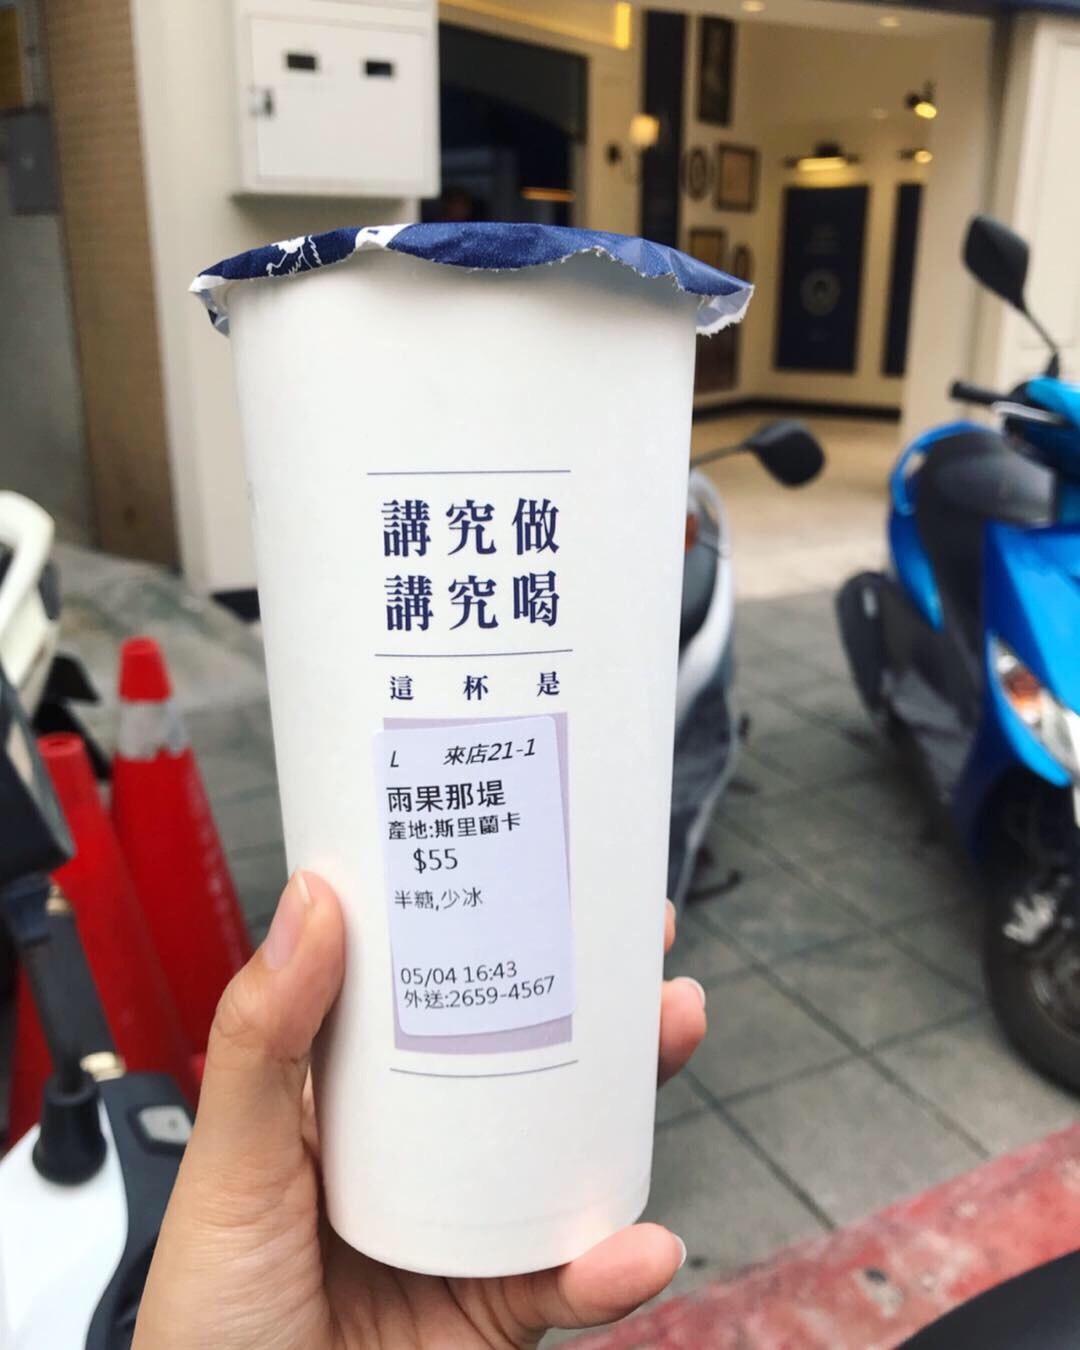 講究做
講究喝
這杯是
L 來店21-1
雨果那堤
產地:斯里蘭卡
$55
半糖,少冰
05/04 16:43
外送:2659-4567